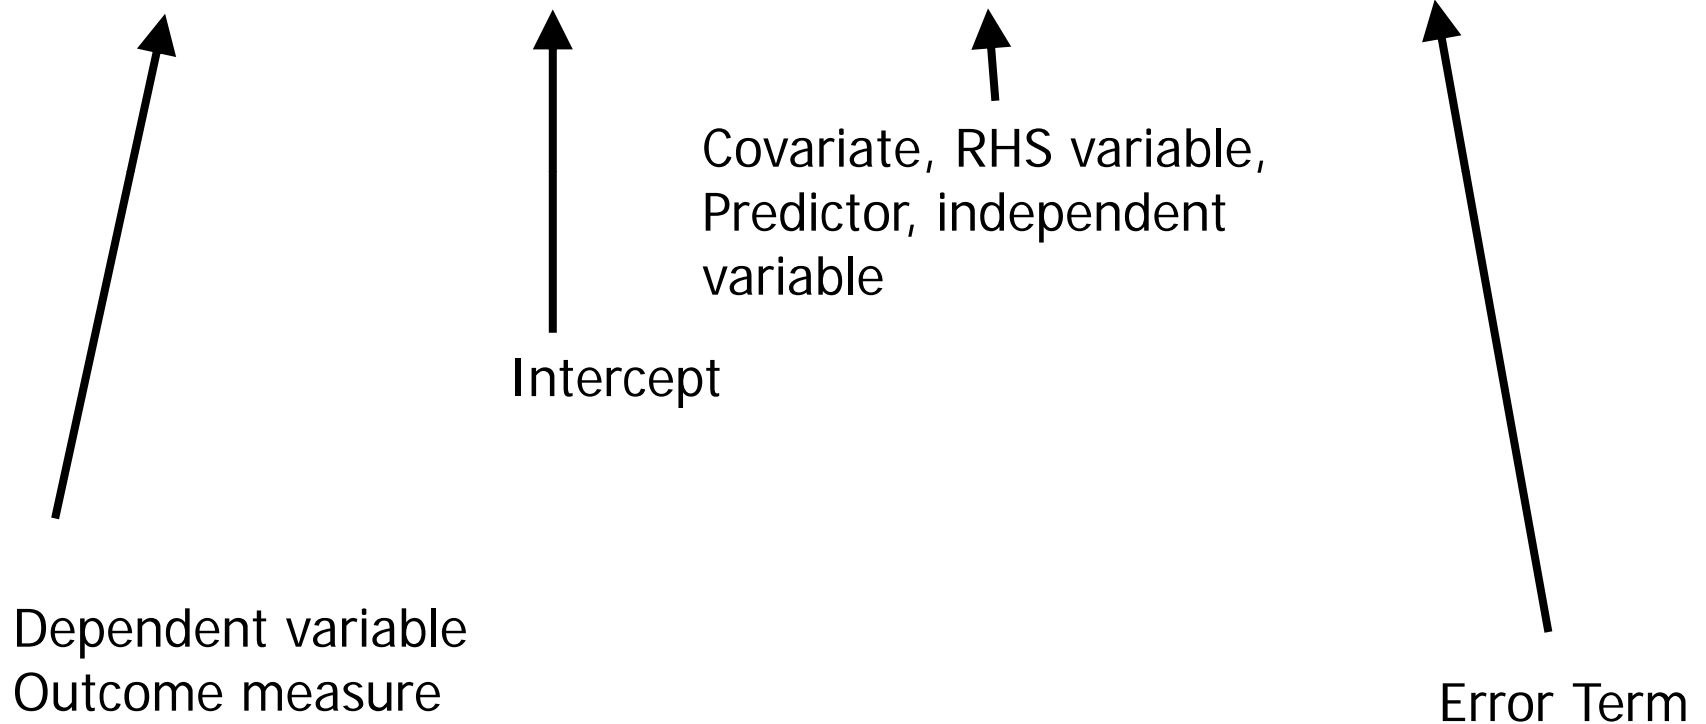 Covariate, RHS variable,
Predictor, independent
variable
Intercept
Dependent variable
Outcome measure
Error Term